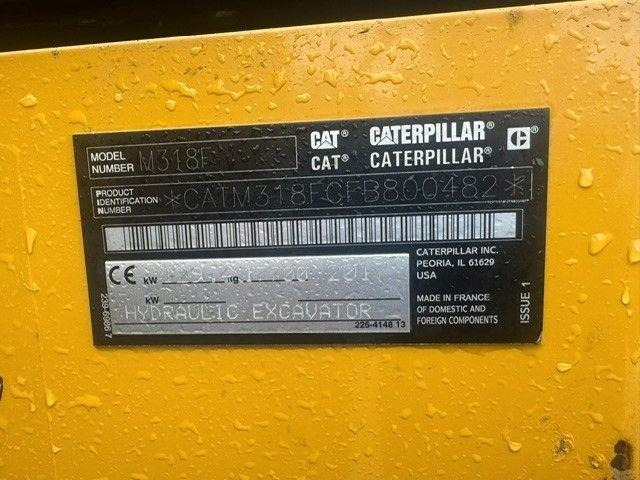 MODEL NUMBER M318F
CAT® CATERPILLAR®
CAT® CATERPILLAR®
PRODUCT IDENTIFICATION NUMBER *CATM318FCFB800482*
CATERPILLAR INC.
PEORIA, IL 61629
USA
CE kW kg
kW
HYDRAULIC EXCAVATOR
225-4148 13
MADE IN FRANCE
OF DOMESTIC AND
FOREIGN COMPONENTS
ISSUE 1